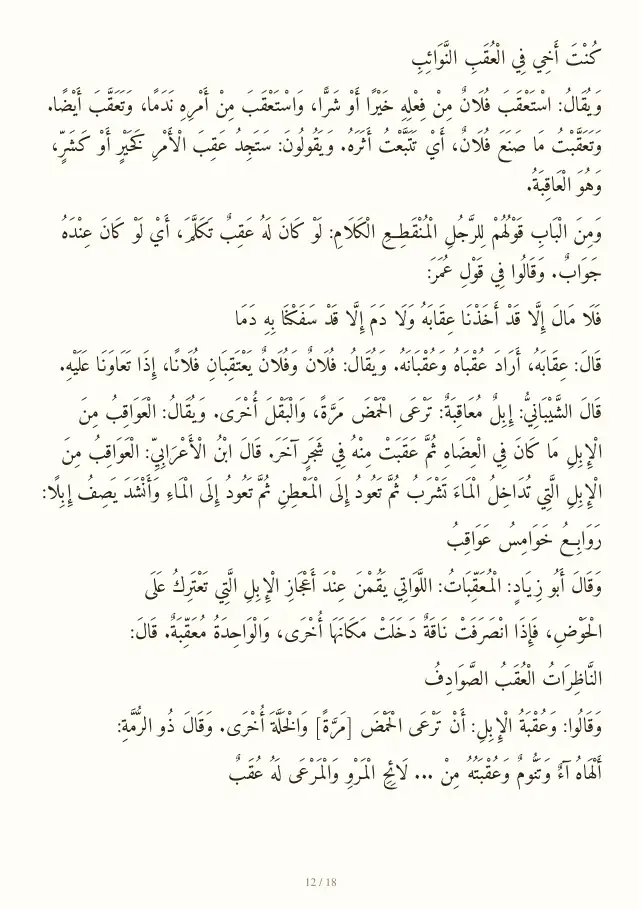 كُنْتَ أَخِي فِي الْعُقَبِ النَّوَائِبِ
وَيُقَالُ: اسْتَعْقَبَ فُلَانٌ مِنْ فِعْلِهِ خَيْرًا أَوْ شَرًّا، وَاسْتَعْقَبَ مِنْ أَمْرِهِ نَدَمًا، وَتَعَقَّبَ أَيْضًا.
وَتَعَقَّبْتُ مَا صَنَعَ فُلَانٌ، أَيْ تَتَبَّعْتُ أَثَرَهُ. وَيَقُولُونَ: سَتَجِدُ عَقِبَ الْأَمْرِ كَخَيْرٍ أَوْ كَشَرٍّ،
وَهُوَ الْعَاقِبَةُ.
وَمِنَ الْبَابِ قَوْلُهُمْ لِلرَّجُلِ الْمُنْقَطِعِ الْكَلَامِ: لَوْ كَانَ لَهُ عَقِبٌ تَكَلَّمَ، أَيْ لَوْ كَانَ عِنْدَهُ
جَوَابٌ. وَقَالُوا فِي قَوْلِ عُمَرَ:
فَلَا مَالَ إِلَّا قَدْ أَخَذْنَا عِقَابَهُ وَلَا دَمَ إِلَّا قَدْ سَفَكْنَا بِهِ دَمَا
قَالَ: عِقَابَهُ، أَرَادَ عُقْبَاهُ وَعُقْبَانَهُ. وَيُقَالُ: فُلَانٌ وَفُلَانٌ يَعْتَقِبَانِ فُلَانًا، إِذَا تَعَاوَنَا عَلَيْهِ.
قَالَ الشَّيْبَانِيُّ: إِبِلٌ مُعَاقِبَةٌ: تَرْعَى الْحَمْضَ مَرَّةً، وَالْبَقْلَ أُخْرَى. وَيُقَالُ: الْعَوَاقِبُ مِنَ
الْإِبِلِ مَا كَانَ فِي الْعِضَاهِ ثُمَّ عَقَبَتْ مِنْهُ فِي شَجَرٍ آخَرَ. قَالَ ابْنُ الْأَعْرَابِيِّ: الْعَوَاقِبُ مِنَ
الْإِبِلِ الَّتِي تُدَاخِلُ الْمَاءَ تَشْرَبُ ثُمَّ تَعُودُ إِلَى الْمَعْطِنِ ثُمَّ تَعُودُ إِلَى الْمَاءِ وَأَنْشَدَ يَصِفُ إِبِلًا:
رَوَابِعُ خَوَامِسُ عَوَاقِبُ
وَقَالَ أَبُو زِيَادٍ: الْمُعَقِّبَاتُ: اللَّوَاتِي يَقُمْنَ عِنْدَ أَعْجَازِ الْإِبِلِ الَّتِي تَعْتَرِكُ عَلَى
الْحَوْضِ، فَإِذَا انْصَرَفَتْ نَاقَةٌ دَخَلَتْ مَكَانَهَا أُخْرَى، وَالْوَاحِدَةُ مُعَقِّبَةٌ. قَالَ:
النَّاظِرَاتُ الْعُقَبُ الصَّوَادِفُ
وَقَالُوا: وَعُقْبَةُ الْإِبِلِ: أَنْ تَرْعَى الْحَمْضَ [مَرَّةً] وَالْخَلَّةَ أُخْرَى. وَقَالَ ذُو الرُّمَّةِ:
أَلْهَاهُ آءٌ وَتَنُّومٌ وَعُقْبَتُهُ مِنْ ... لَائِحِ الْمَرْوِ وَالْمَرْعَى لَهُ عُقَبٌ
12 / 18